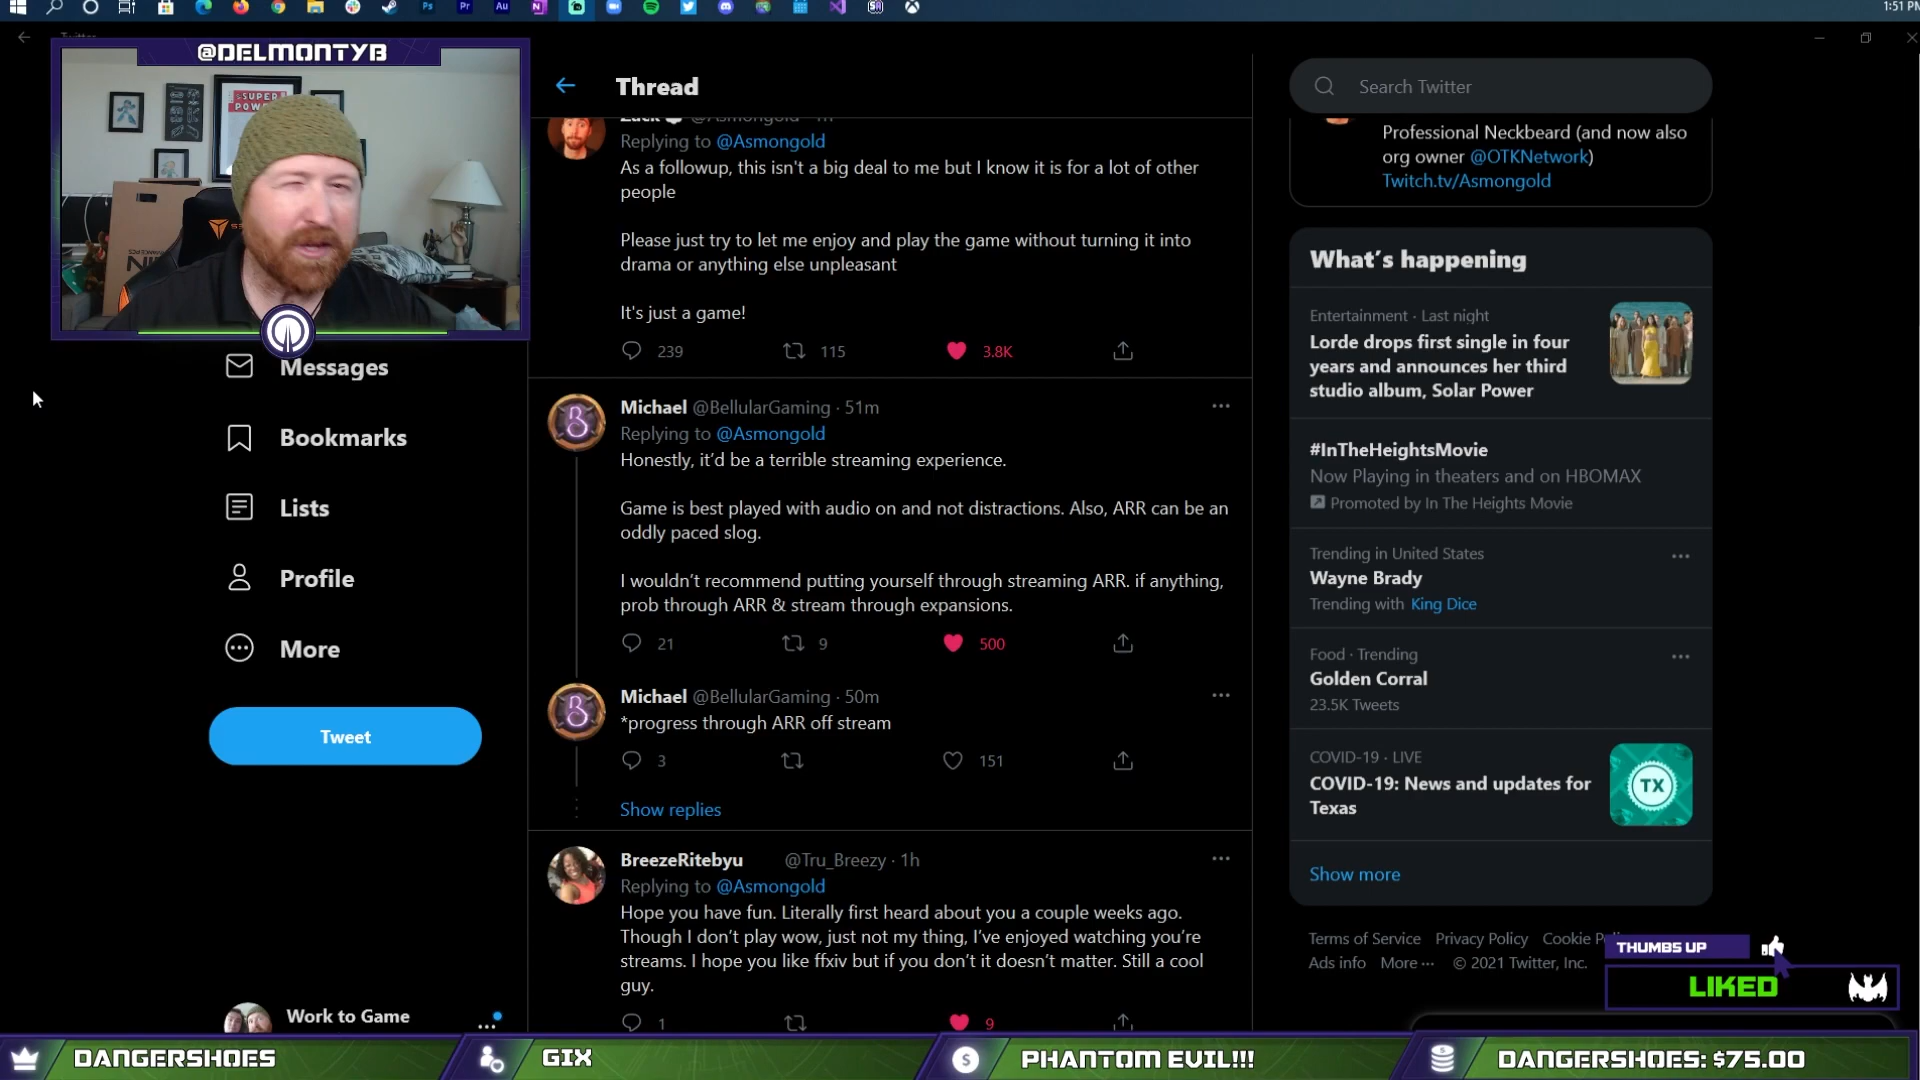 1:51 PM
@DELMONTYB
SUPER
Thread
Search Twitter
Zack @Asmongold
Replying to @Asmongold
As a followup, this isn't a big deal to me but I know it is for a lot of other
people
Please just try to let me enjoy and play the game without turning it into
drama or anything else unpleasant
It's just a game!
239 115 3.8K
Michael @BellularGaming · 51m
Replying to @Asmongold
Honestly, it'd be a terrible streaming experience.
Game is best played with audio on and not distractions. Also, ARR can be an
oddly paced slog.
I wouldn't recommend putting yourself through streaming ARR. if anything,
prob through ARR & stream through expansions.
21 9 500
Michael @BellularGaming · 50m
*progress through ARR off stream
3 151
Show replies
BreezeRitebyu @Tru_Breezy · 1h
Replying to @Asmongold
Hope you have fun. Literally first heard about you a couple weeks ago.
Though I don't play wow, just not my thing, I've enjoyed watching you're
streams. I hope you like ffxiv but if you don't it doesn't matter. Still a cool
guy.
1 9
Messages
Bookmarks
Lists
Profile
More
Tweet
Work to Game
Professional Neckbeard (and now also
org owner @OTKNetwork)
Twitch.tv/Asmongold
What's happening
Entertainment · Last night
Lorde drops first single in four
years and announces her third
studio album, Solar Power
#InTheHeightsMovie
Now Playing in theaters and on HBOMAX
Promoted by In The Heights Movie
Trending in United States
Wayne Brady
Trending with King Dice
Food · Trending
Golden Corral
23.5K Tweets
COVID-19 · LIVE
COVID-19: News and updates for
Texas
TX
Show more
Terms of Service Privacy Policy Cookie
Ads info More © 2021 Twitter, Inc.
THUMBS UP
LIKED
DANGERSHOES
GIX
PHANTOM EVIL!!!
DANGERSHOES: $75.00